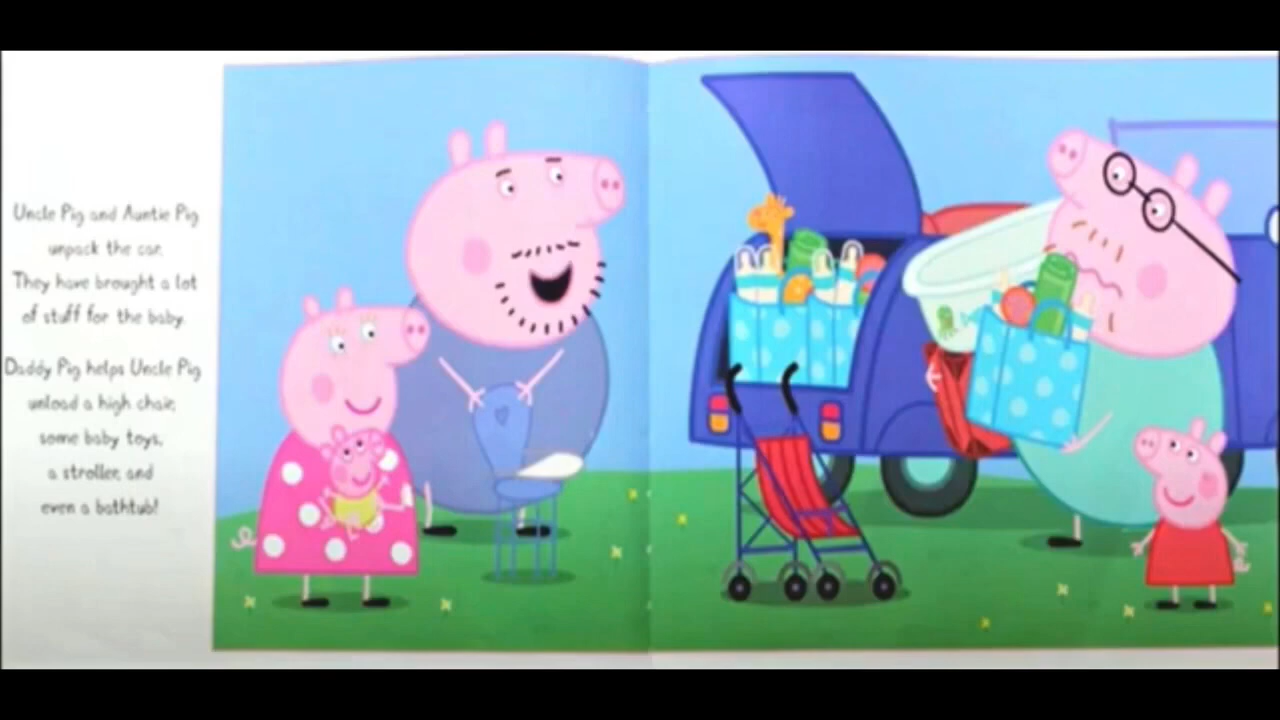 Uncle Pig and Auntie Pig
unpack the car.
They have brought a lot
of stuff for the baby.
Daddy Pig helps Uncle Pig
unload a high chair,
some baby toys,
a stroller, and
even a bathtub!